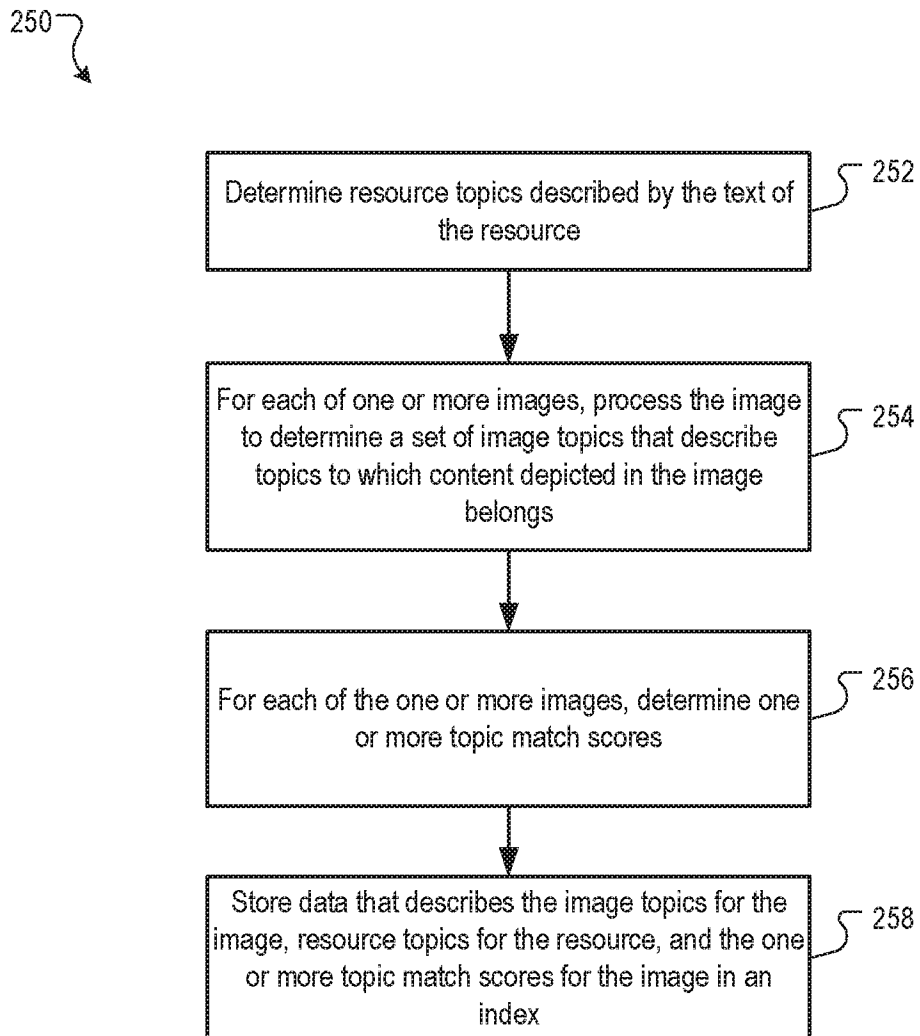 250
Determine resource topics described by the text of
the resource
252
For each of one or more images, process the image
to determine a set of image topics that describe
topics to which content depicted in the image
belongs
254
For each of the one or more images, determine one
or more topic match scores
256
Store data that describes the image topics for the
image, resource topics for the resource, and the one
or more topic match scores for the image in an
index
258